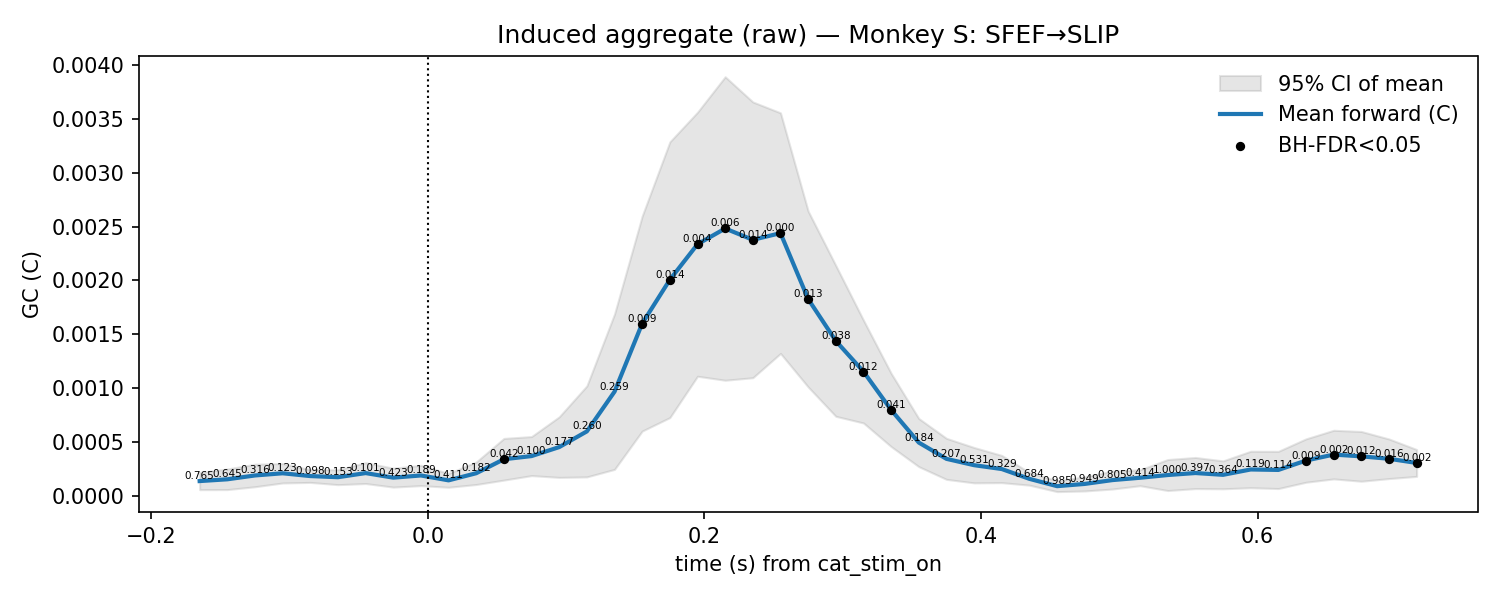 Induced aggregate (raw) — Monkey S: SFEF→SLIP
95% CI of mean
Mean forward (C)
BH-FDR<0.05
GC (C)
0.0040
0.0035
0.0030
0.0025
0.0020
0.0015
0.0010
0.0005
0.0000
0.765 0.645 0.316 0.123 0.098 0.153 0.101 0.423 0.189 0.411 0.182 0.042 0.100 0.177 0.260 0.259 0.009 0.014 0.004 0.006 0.014 0.000 0.013 0.038 0.012 0.041 0.184 0.207 0.531 0.329 0.684 0.985 0.949 0.805 0.414 1.000 0.397 0.364 0.119 0.114 0.009 0.002 0.012 0.016 0.002
−0.2 0.0 0.2 0.4 0.6
time (s) from cat_stim_on